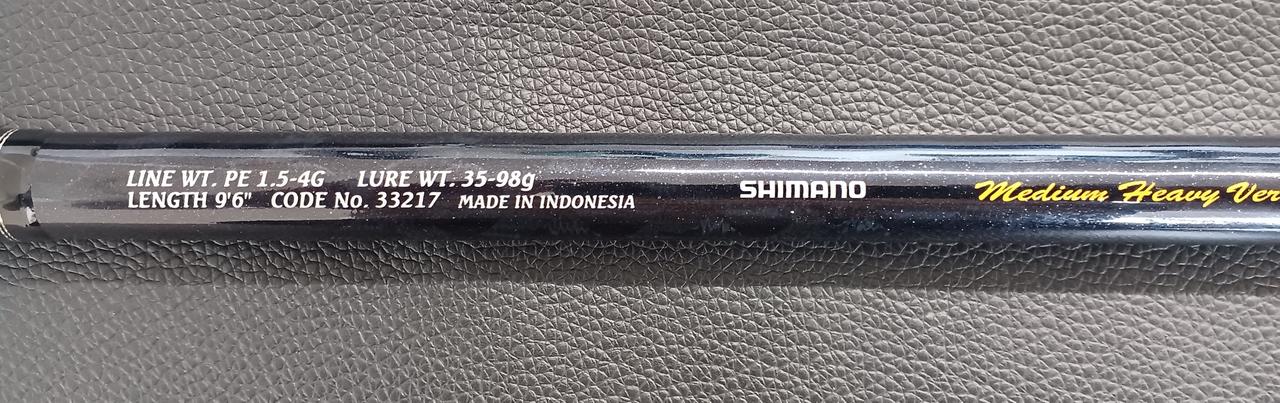 LINE WT. PE 1.5-4G LURE WT. 35-98g
LENGTH 9'6" CODE No. 33217 MADE IN INDONESIA
SHIMANO
Medium Heavy Ver